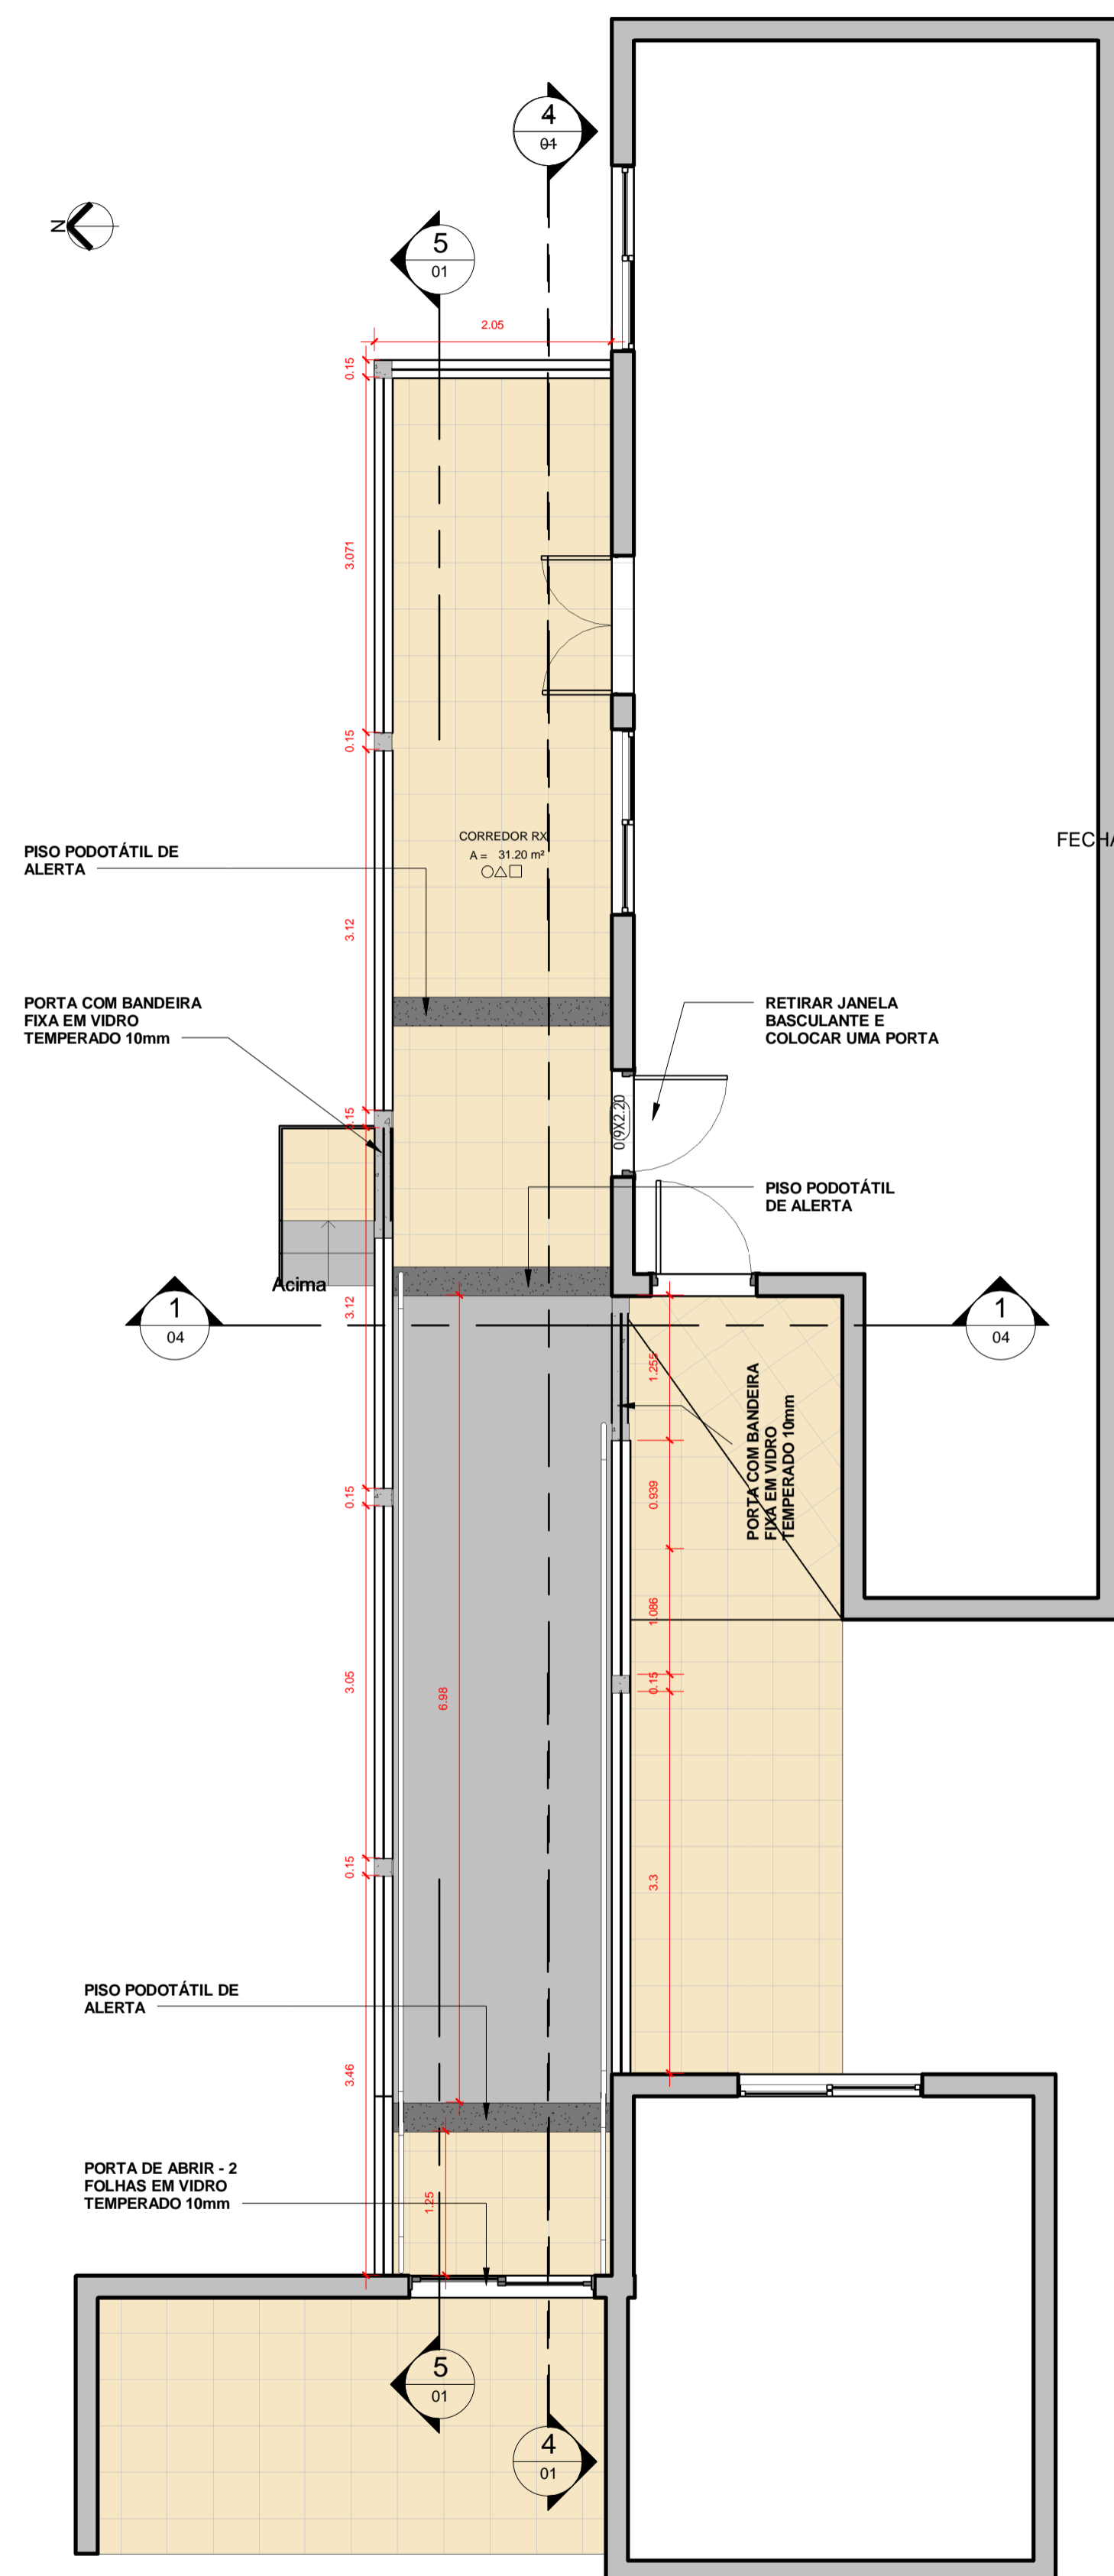 4
01
N
5
01
2.05
0.15
3.071
0.15
CORREDOR RX
A = 31.20 m²
FECHA
PISO PODOTÁTIL DE
ALERTA
3.12
PORTA COM BANDEIRA
FIXA EM VIDRO
TEMPERADO 10mm
RETIRAR JANELA
BASCULANTE E
COLOCAR UMA PORTA
.15
0.9X2.20
PISO PODOTÁTIL
DE ALERTA
Acima
3.12
1
04
1
04
1.255
PORTA COM BANDEIRA
FIXA EM VIDRO
TEMPERADO 10mm
0.15
0.939
1.086
3.05
6.98
0.15
0.15
3.3
PISO PODOTÁTIL DE
ALERTA
3.46
PORTA DE ABRIR - 2
FOLHAS EM VIDRO
TEMPERADO 10mm
1.25
5
01
4
01